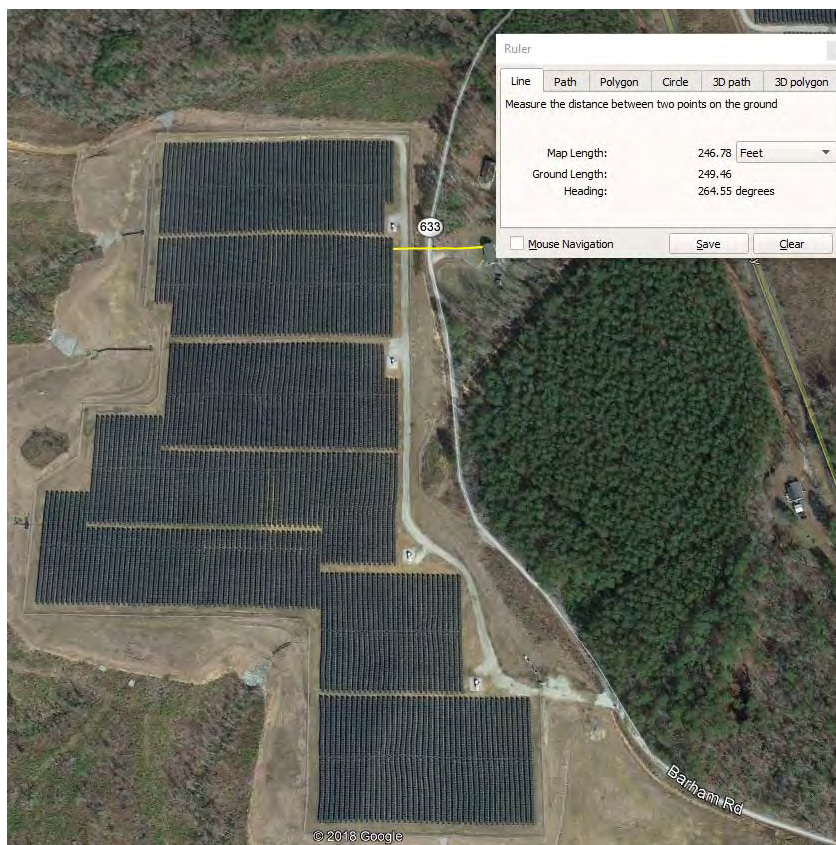 Ruler
Line Path Polygon Circle 3D path 3D polygon
Measure the distance between two points on the ground
Map Length: 246.78 Feet
Ground Length: 249.46
Heading: 264.55 degrees
633
Mouse Navigation Save Clear
Barham Rd
© 2018 Google